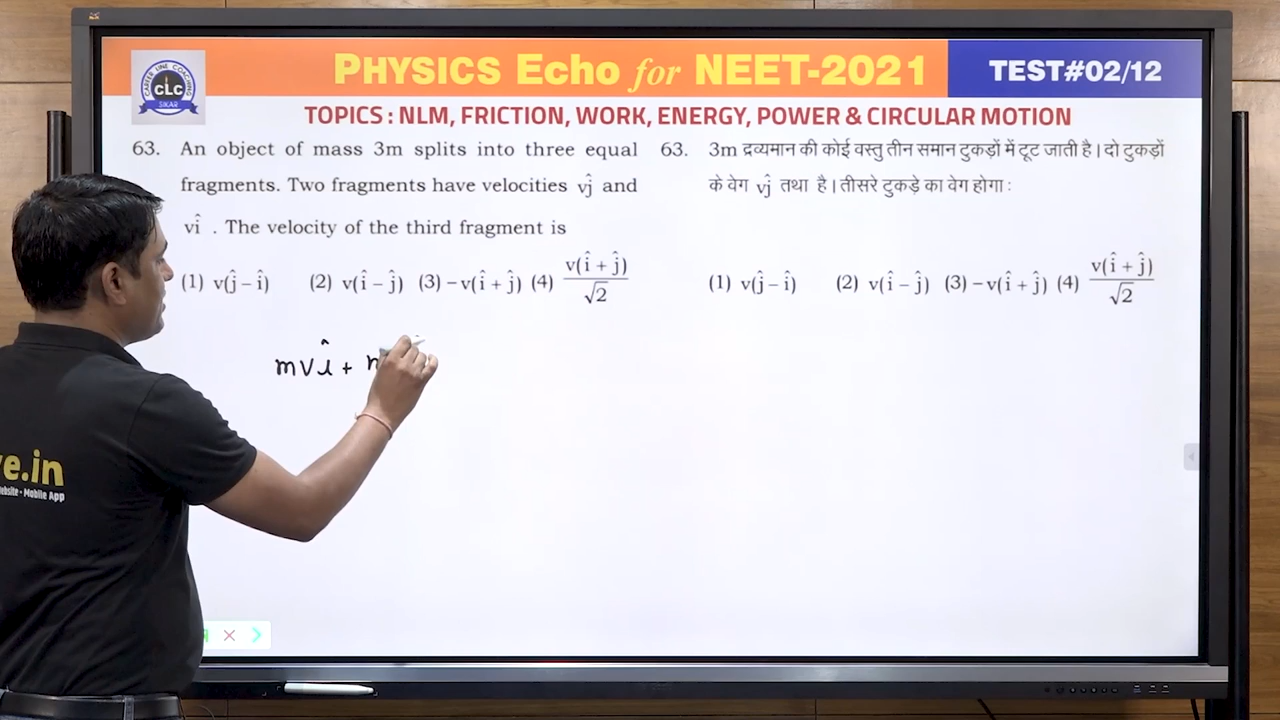 PHYSICS Echo for NEET-2021
TEST#02/12
CAREER LINE COACHING
CLC
SIKAR
TOPICS : NLM, FRICTION, WORK, ENERGY, POWER & CIRCULAR MOTION
63. An object of mass 3m splits into three equal
fragments. Two fragments have velocities vĵ and
vî . The velocity of the third fragment is
(1) v(ĵ – î) (2) v(î – ĵ) (3) –v(î + ĵ) (4) v(î + ĵ)/√2
63. 3m द्रव्यमान की कोई वस्तु तीन समान टुकड़ों में टूट जाती है। दो टुकड़ों
के वेग vĵ तथा है। तीसरे टुकड़े का वेग होगा :
(1) v(ĵ – î) (2) v(î – ĵ) (3) –v(î + ĵ) (4) v(î + ĵ)/√2
mvî +
e.in
ebsite • Mobile App